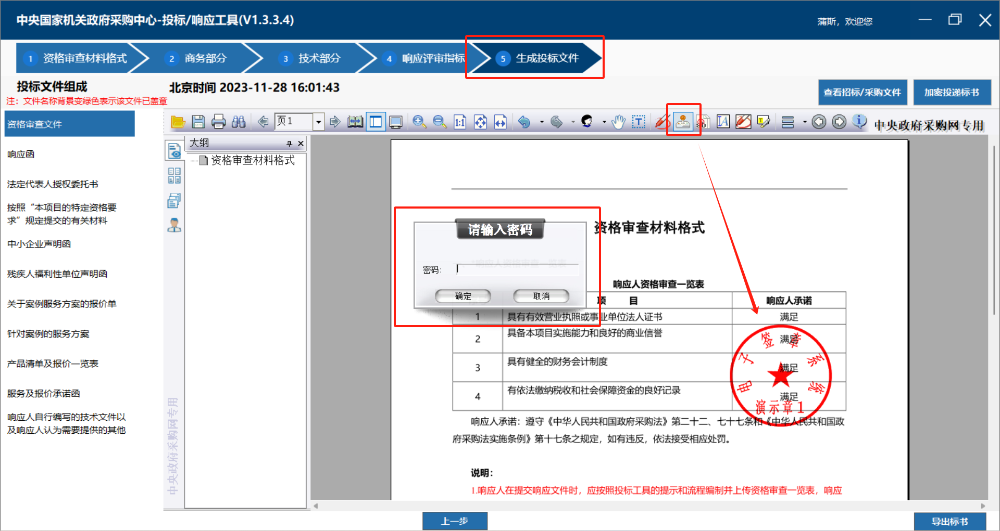 中央国家机关政府采购中心-投标/响应工具(V1.3.3.4)
蒲斯，欢迎您
1 资格审查材料格式
2 商务部分
3 技术部分
4 响应评审指标
5 生成投标文件
投标文件组成
北京时间 2023-11-28 16:01:43
注：文件名称背景变绿色表示该文件已盖章
查看招标/采购文件
加密投递标书
资格审查文件
响应函
法定代表人授权委托书
按照“本项目的特定资格要
求”规定提交的有关材料
中小企业声明函
残疾人福利性单位声明函
关于案例服务方案的报价单
针对案例的服务方案
产品清单及报价一览表
服务及报价承诺函
响应人自行编写的技术文件以
及响应人认为需要提供的其他
页1
1:1
中央政府采购网专用
大纲
资格审查材料格式
中央政府采购网专用
资格审查材料格式
请输入密码
密码：
确定
取消
响应人资格审查一览表
响应人资格审查一览表
项 目
响应人承诺
1 具有有效营业执照或事业单位法人证书 满足
2 具备本项目实施能力和良好的商业信誉 满足
3 具有健全的财务会计制度 满足
4 有依法缴纳税收和社会保障资金的良好记录 满足
电子签章系统
演示章1
响应人承诺：遵守《中华人民共和国政府采购法》第二十二、七十七条和《中华人民共和国政
府采购法实施条例》第十七条之规定，如有违反，依法接受相应处罚。
说明：
1.响应人在提交响应文件时，应按照投标工具的提示和流程编制并上传资格审查一览表，响应
上一步
导出标书